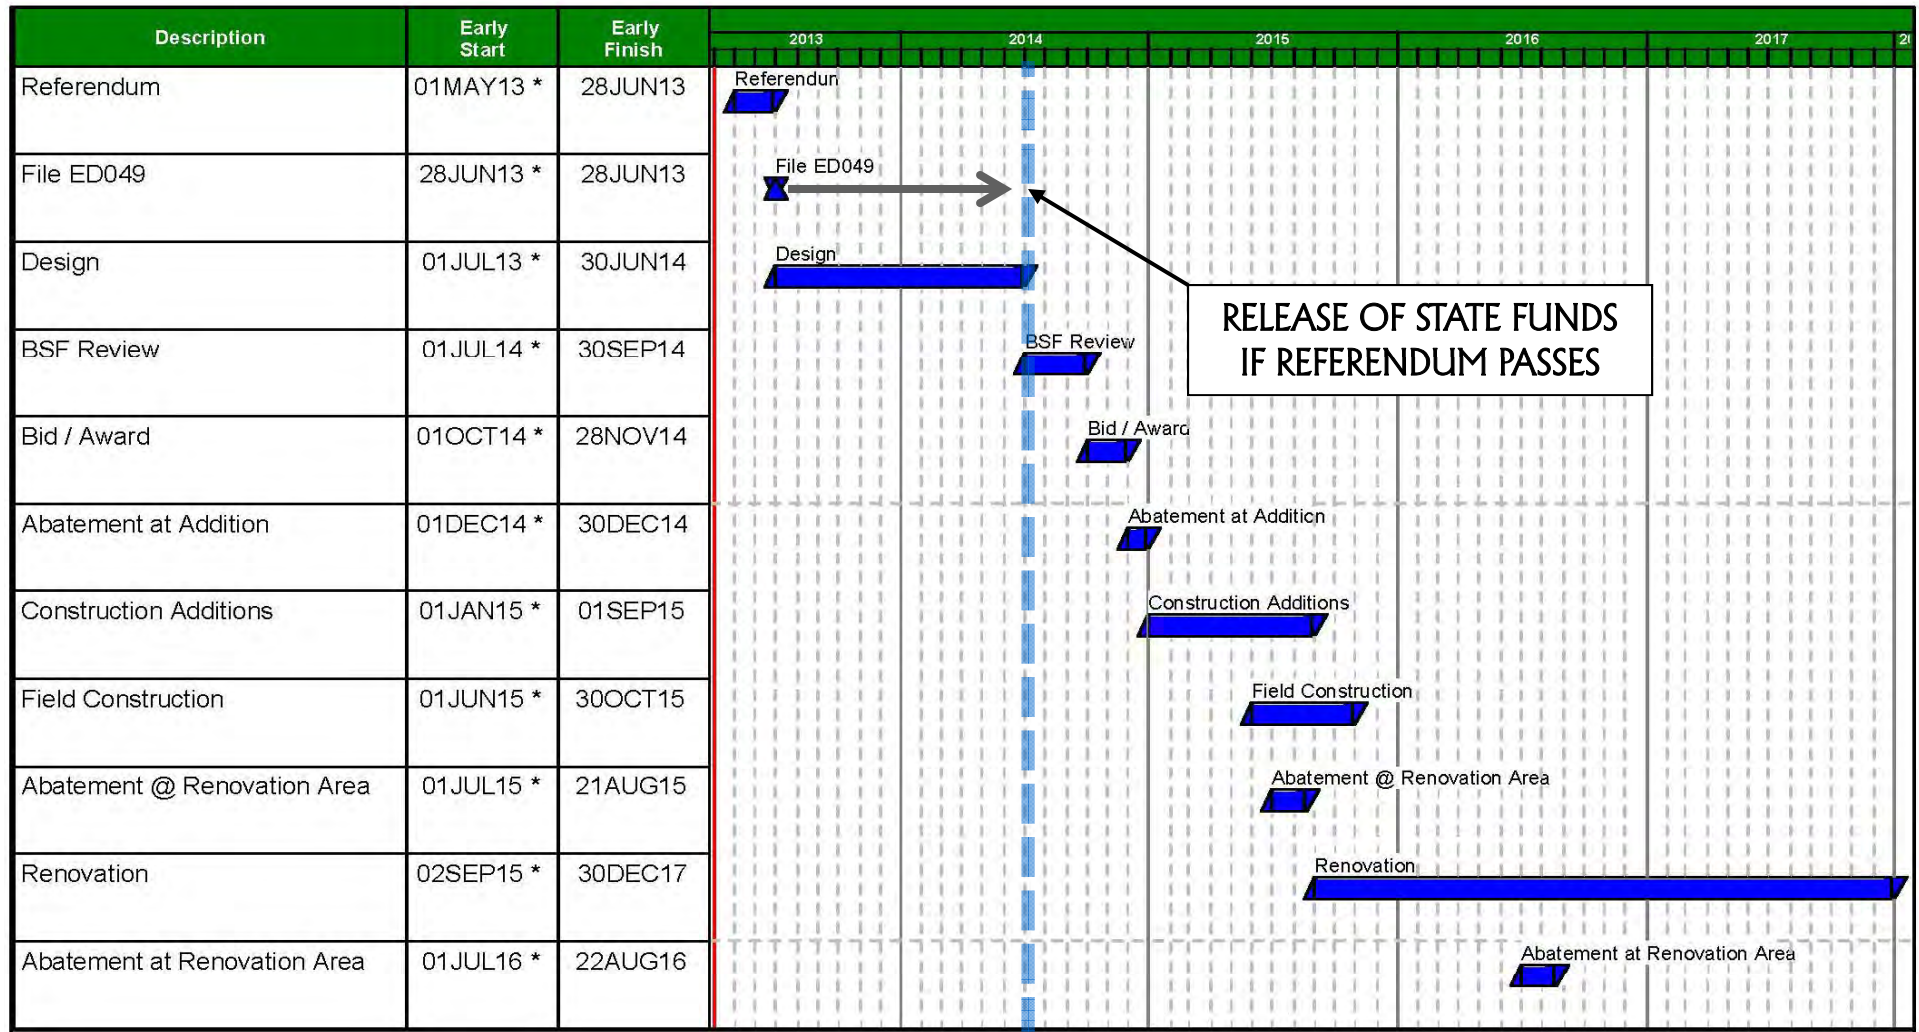 Description Early Start Early Finish
2013 2014 2015 2016 2017 20
Referendum 01MAY13 * 28JUN13 Referendun
File ED049 28JUN13 * 28JUN13 File ED049
Design 01JUL13 * 30JUN14 Design
RELEASE OF STATE FUNDS
IF REFERENDUM PASSES
BSF Review 01JUL14 * 30SEP14 BSF Review
Bid / Award 01OCT14 * 28NOV14 Bid / Award
Abatement at Addition 01DEC14 * 30DEC14 Abatement at Addition
Construction Additions 01JAN15 * 01SEP15 Construction Additions
Field Construction 01JUN15 * 30OCT15 Field Construction
Abatement @ Renovation Area 01JUL15 * 21AUG15 Abatement @ Renovation Area
Renovation 02SEP15 * 30DEC17 Renovation
Abatement at Renovation Area 01JUL16 * 22AUG16 Abatement at Renovation Area